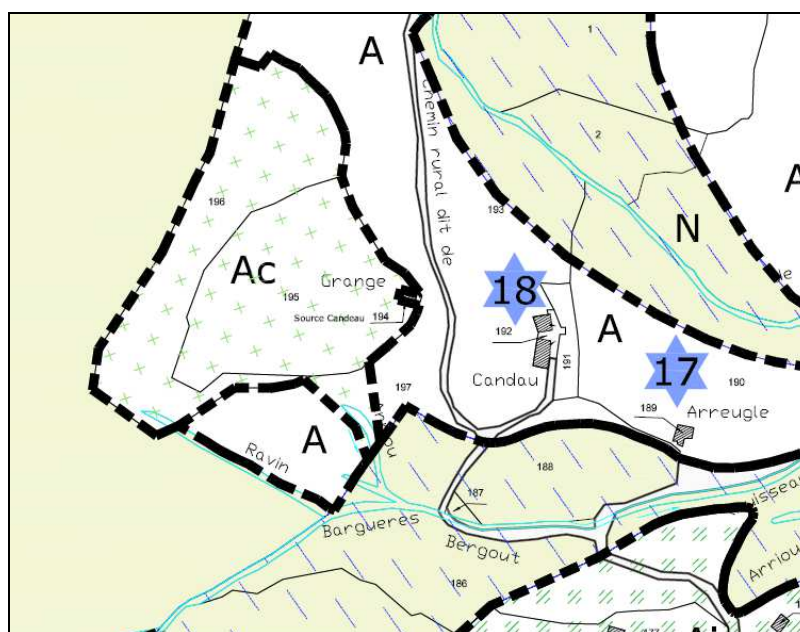 1
A
Chemin rural dit de
2
A
196
193
N
Ac
Grange
195
18
Source Candeau
194
192
A
191
17
190
Candau
197
189
Arreugle
A
Ravin
188
187
Bargueres
Bergout
Arriou
186